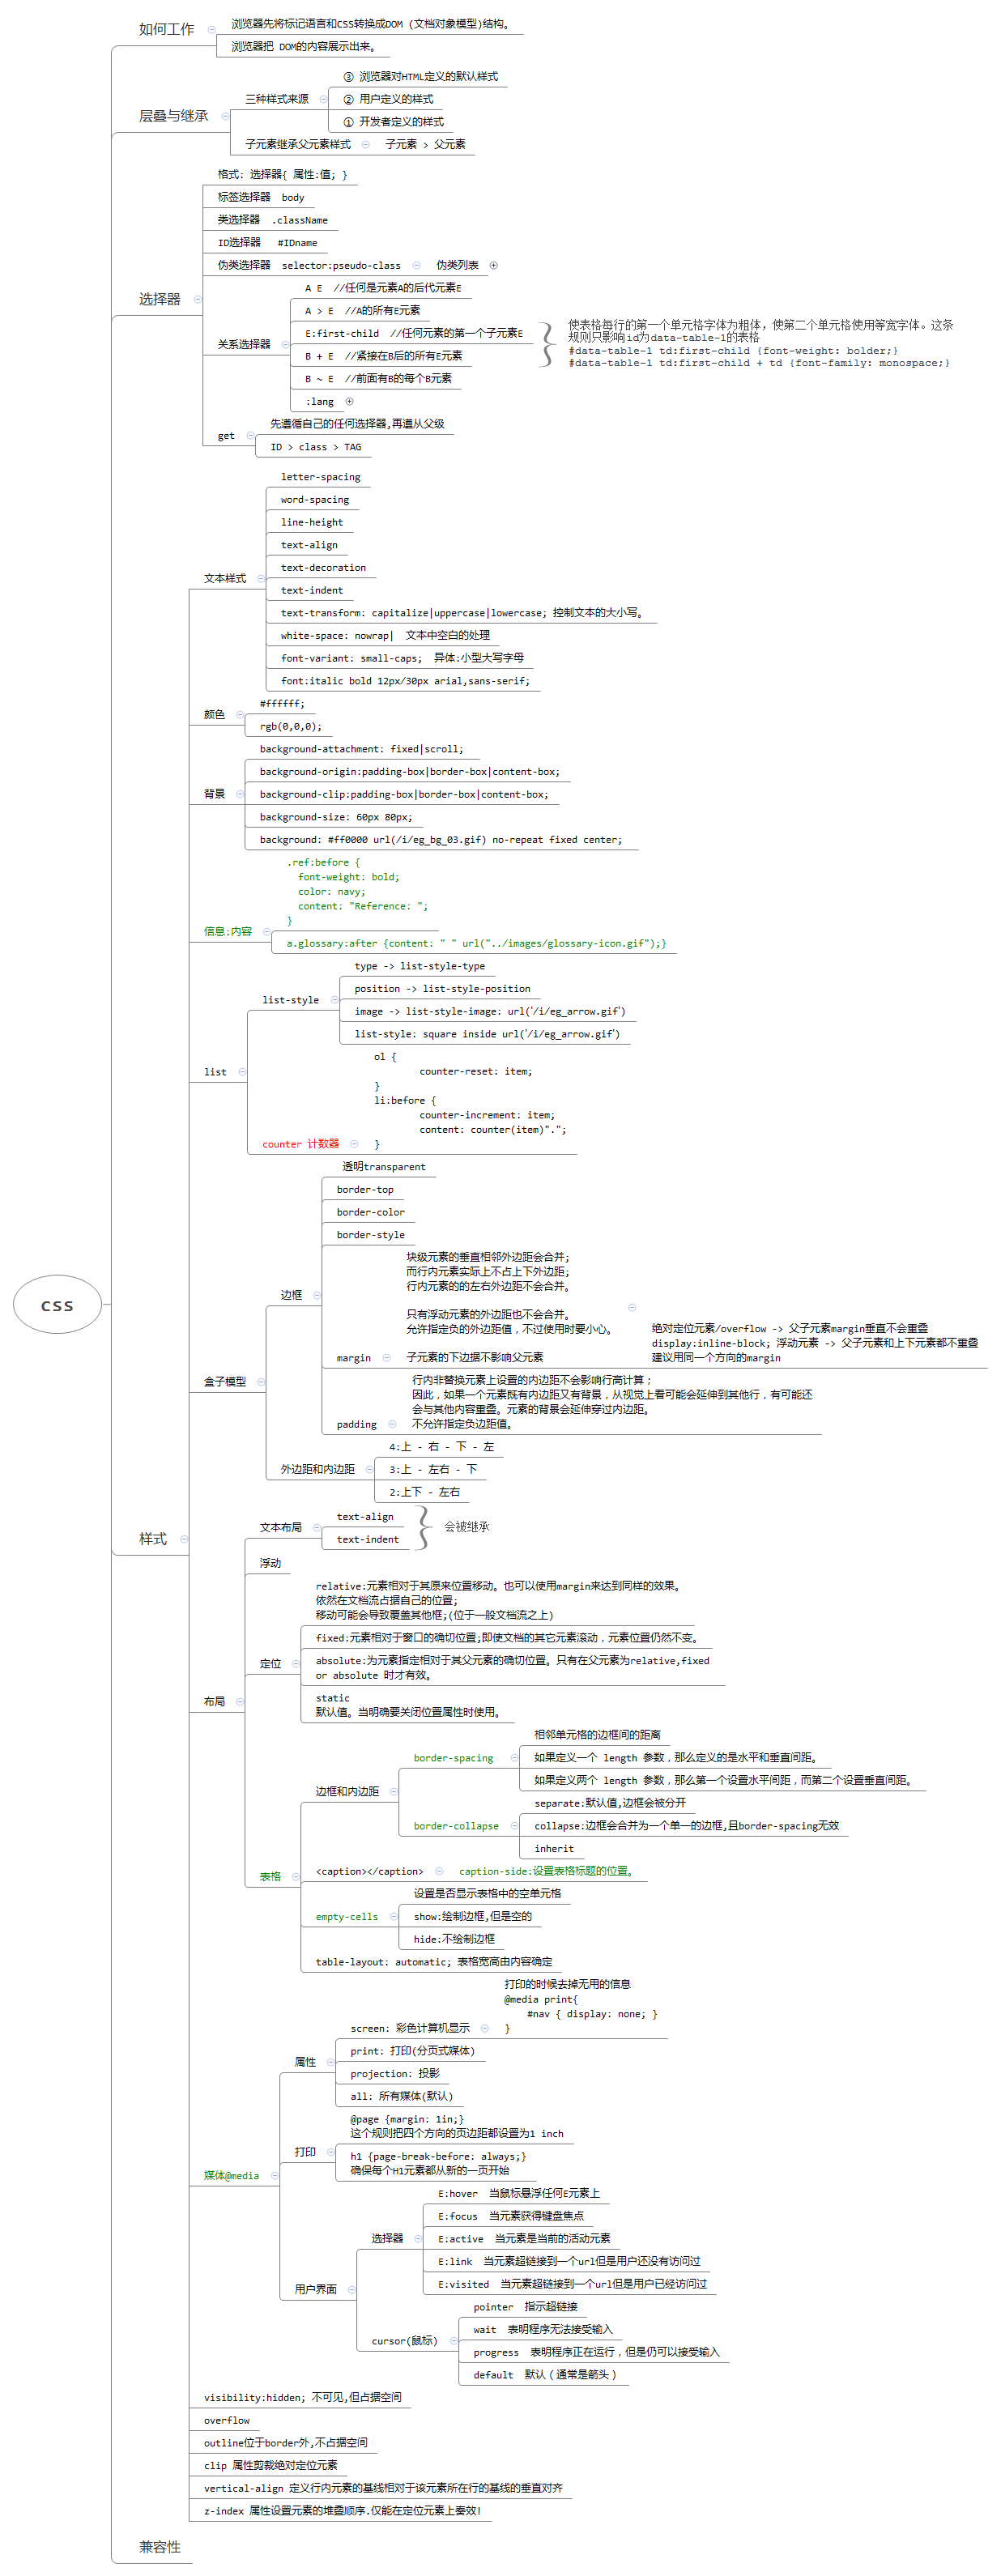 如何工作
浏览器先将标记语言和CSS转换成DOM (文档对象模型)结构。
浏览器把 DOM的内容展示出来。
层叠与继承
三种样式来源
③ 浏览器对HTML定义的默认样式
② 用户定义的样式
① 开发者定义的样式
子元素继承父元素样式
子元素 > 父元素
选择器
格式: 选择器{ 属性:值; }
标签选择器 body
类选择器 .className
ID选择器 #IDname
伪类选择器 selector:pseudo-class
伪类列表
关系选择器
A E //任何是元素A的后代元素E
A > E //A的所有E元素
E:first-child //任何元素的第一个子元素E
B + E //紧接在B后的所有E元素
B ~ E //前面有B的每个B元素
:lang
使表格每行的第一个单元格字体为粗体，使第二个单元格使用等宽字体。这条
规则只影响id为data-table-1的表格
#data-table-1 td:first-child {font-weight: bolder;}
#data-table-1 td:first-child + td {font-family: monospace;}
get
先遵循自己的任何选择器,再遵从父级
ID > class > TAG
CSS
样式
文本样式
letter-spacing
word-spacing
line-height
text-align
text-decoration
text-indent
text-transform: capitalize|uppercase|lowercase; 控制文本的大小写。
white-space: nowrap| 文本中空白的处理
font-variant: small-caps; 异体:小型大写字母
font:italic bold 12px/30px arial,sans-serif;
颜色
#ffffff;
rgb(0,0,0);
背景
background-attachment: fixed|scroll;
background-origin:padding-box|border-box|content-box;
background-clip:padding-box|border-box|content-box;
background-size: 60px 80px;
background: #ff0000 url(/i/eg_bg_03.gif) no-repeat fixed center;
信息:内容
.ref:before {
font-weight: bold;
color: navy;
content: "Reference: ";
}
a.glossary:after {content: " " url("../images/glossary-icon.gif");}
list
list-style
type -> list-style-type
position -> list-style-position
image -> list-style-image: url('/i/eg_arrow.gif')
list-style: square inside url('/i/eg_arrow.gif')
counter 计数器
ol {
counter-reset: item;
}
li:before {
counter-increment: item;
content: counter(item)".";
}
盒子模型
边框
透明transparent
border-top
border-color
border-style
margin
块级元素的垂直相邻外边距会合并;
而行内元素实际上不占上下外边距;
行内元素的的左右外边距不会合并。
只有浮动元素的外边距也不会合并。
允许指定负的外边距值，不过使用时要小心。
子元素的下边据不影响父元素
绝对定位元素/overflow -> 父子元素margin垂直不会重叠
display:inline-block; 浮动元素 -> 父子元素和上下元素都不重叠
建议用同一个方向的margin
padding
行内非替换元素上设置的内边距不会影响行高计算；
因此，如果一个元素既有内边距又有背景，从视觉上看可能会延伸到其他行，有可能还
会与其他内容重叠。元素的背景会延伸穿过内边距。
不允许指定负边距值。
外边距和内边距
4:上 - 右 - 下 - 左
3:上 - 左右 - 下
2:上下 - 左右
布局
文本布局
text-align
text-indent
会被继承
浮动
定位
relative:元素相对于其原来位置移动。也可以使用margin来达到同样的效果。
依然在文档流占据自己的位置;
移动可能会导致覆盖其他框;(位于一般文档流之上)
fixed:元素相对于窗口的确切位置;即使文档的其它元素滚动，元素位置仍然不变。
absolute:为元素指定相对于其父元素的确切位置。只有在父元素为relative,fixed
or absolute 时才有效。
static
默认值。当明确要关闭位置属性时使用。
表格
边框和内边距
border-spacing
相邻单元格的边框间的距离
如果定义一个 length 参数，那么定义的是水平和垂直间距。
如果定义两个 length 参数，那么第一个设置水平间距，而第二个设置垂直间距。
border-collapse
separate:默认值,边框会被分开
collapse:边框会合并为一个单一的边框,且border-spacing无效
inherit
<caption></caption>
caption-side:设置表格标题的位置。
empty-cells
设置是否显示表格中的空单元格
show:绘制边框,但是空的
hide:不绘制边框
table-layout: automatic; 表格宽高由内容确定
媒体@media
属性
screen: 彩色计算机显示
打印的时候去掉无用的信息
@media print{
#nav { display: none; }
}
print: 打印(分页式媒体)
projection: 投影
all: 所有媒体(默认)
打印
@page {margin: 1in;}
这个规则把四个方向的页边距都设置为1 inch
h1 {page-break-before: always;}
确保每个H1元素都从新的一页开始
用户界面
选择器
E:hover 当鼠标悬浮任何E元素上
E:focus 当元素获得键盘焦点
E:active 当元素是当前的活动元素
E:link 当元素超链接到一个url但是用户还没有访问过
E:visited 当元素超链接到一个url但是用户已经访问过
cursor(鼠标)
pointer 指示超链接
wait 表明程序无法接受输入
progress 表明程序正在运行，但是仍可以接受输入
default 默认（通常是箭头）
visibility:hidden; 不可见,但占据空间
overflow
outline位于border外,不占据空间
clip 属性剪裁绝对定位元素
vertical-align 定义行内元素的基线相对于该元素所在行的基线的垂直对齐
z-index 属性设置元素的堆叠顺序.仅能在定位元素上奏效!
兼容性